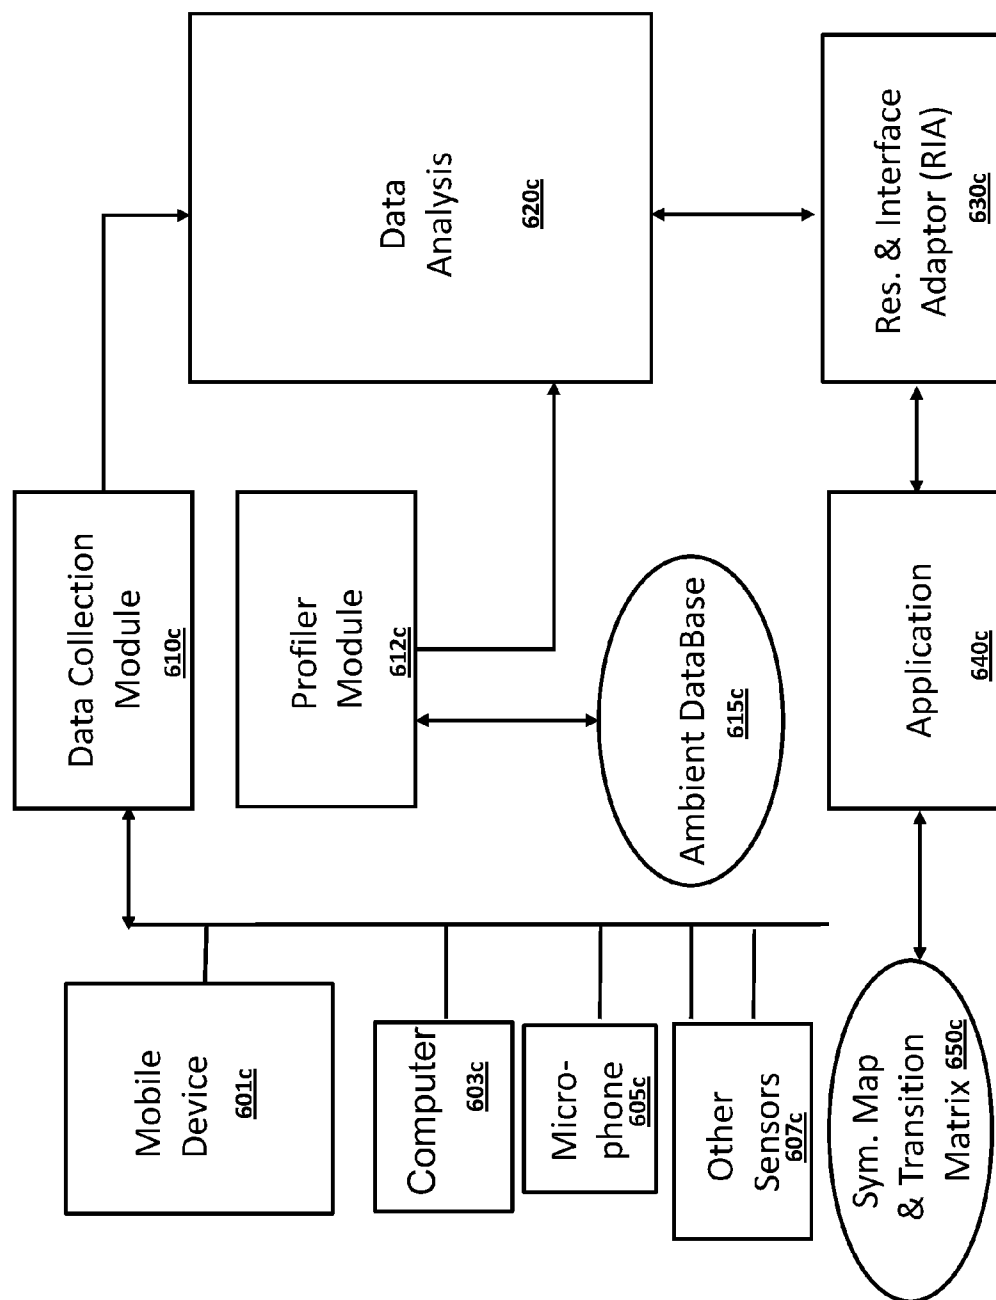 Mobile
Device
601c
Computer
603c
Micro-
phone
605c
Other
Sensors
607c
Sym. Map
& Transition
Matrix 650c
Data Collection
Module
610c
Profiler
Module
612c
Ambient DataBase
615c
Application
640c
Data
Analysis
620c
Res. & Interface
Adaptor (RIA)
630c